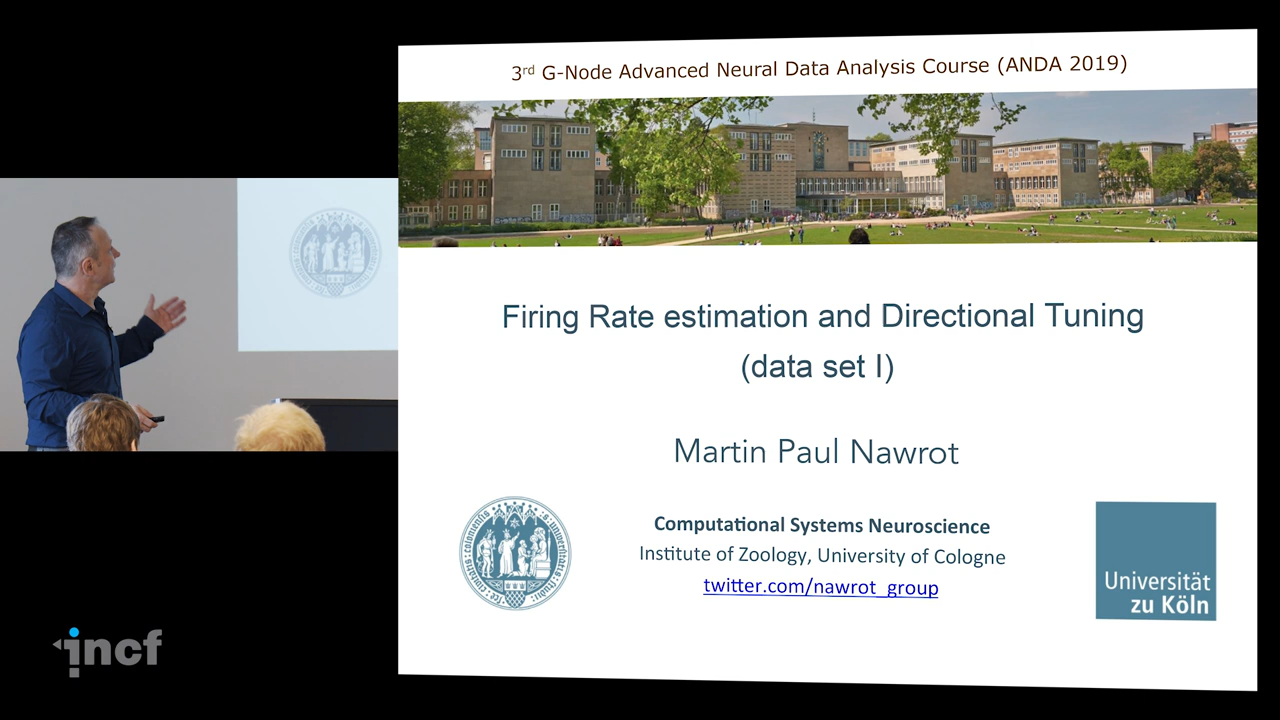 3rd G-Node Advanced Neural Data Analysis Course (ANDA 2019)
Firing Rate estimation and Directional Tuning
(data set I)
Martin Paul Nawrot
Computational Systems Neuroscience
Institute of Zoology, University of Cologne
twitter.com/nawrot_group
Universität
zu Köln
incf